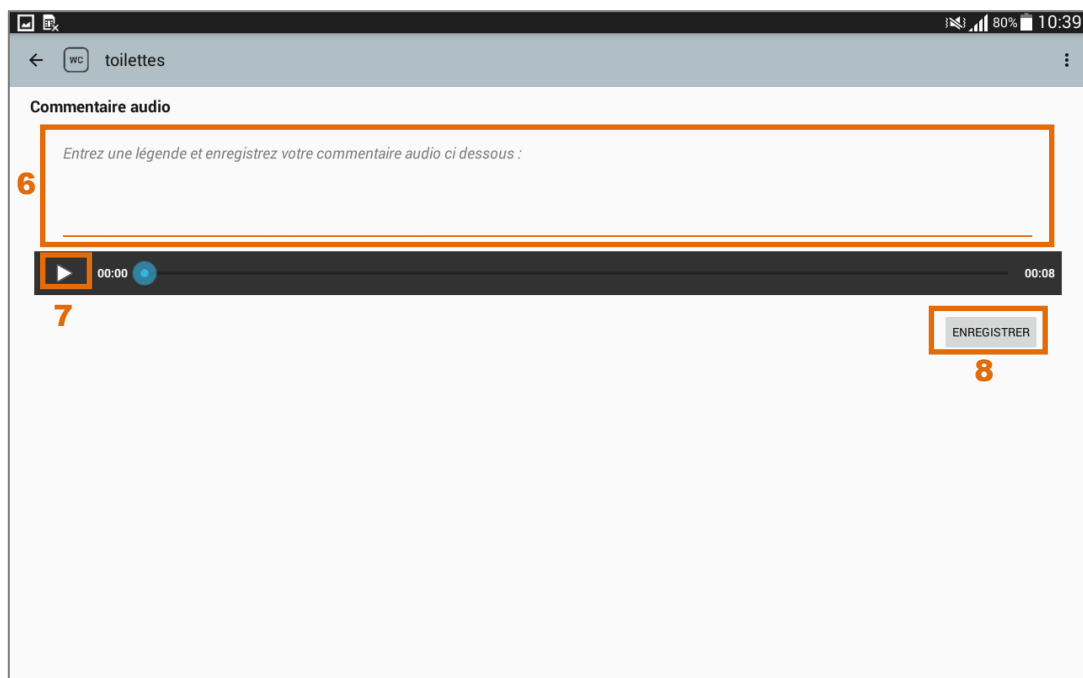 80% 10:39
WC toilettes
Commentaire audio
Entrez une légende et enregistrez votre commentaire audio ci dessous :
6
00:00 00:08
7
ENREGISTRER
8